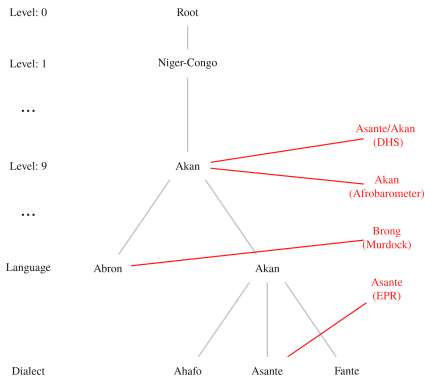 Level: 0 Root
Level: 1 Niger-Congo
...
Asante/Akan
(DHS)
Level: 9 Akan
Akan
(Afrobarometer)
...
Brong
(Murdock)
Language Abron Akan
Asante
(EPR)
Dialect Ahafo Asante Fante